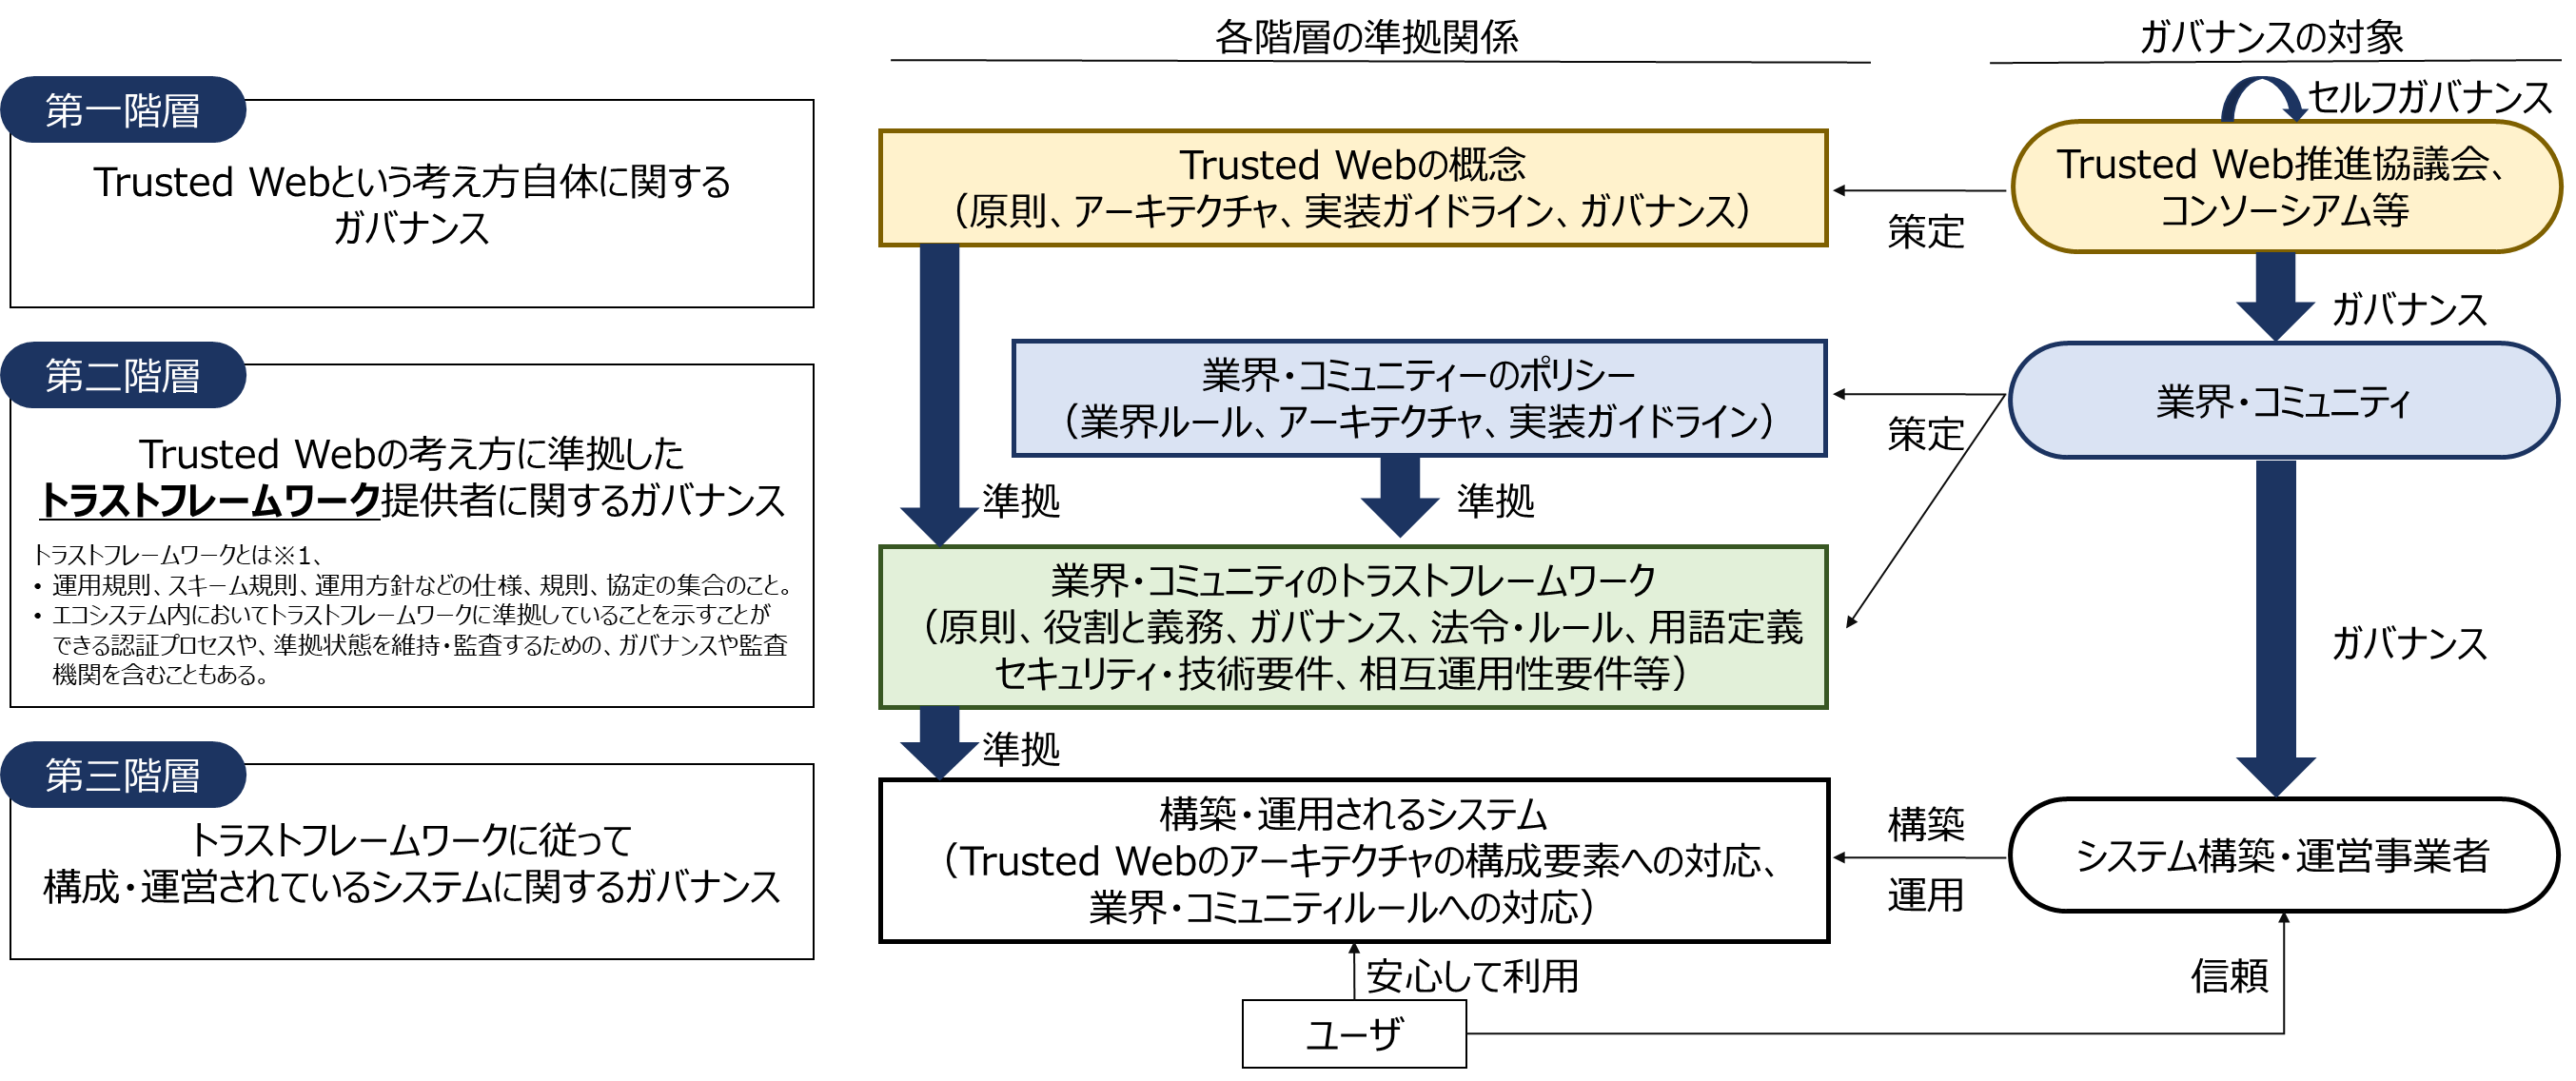 各階層の準拠関係
ガバナンスの対象
第一階層
Trusted Webという考え方自体に関する
ガバナンス
Trusted Webの概念
（原則、アーキテクチャ、実装ガイドライン、ガバナンス）
策定
セルフガバナンス
Trusted Web推進協議会、
コンソーシアム等
ガバナンス
第二階層
Trusted Webの考え方に準拠した
トラストフレームワーク提供者に関するガバナンス
トラストフレームワークとは※1、
• 運用規則、スキーム規則、運用方針などの仕様、規則、協定の集合のこと。
• エコシステム内においてトラストフレームワークに準拠していることを示すことが
できる認証プロセスや、準拠状態を維持・監査するための、ガバナンスや監査
機関を含むこともある。
業界・コミュニティーのポリシー
（業界ルール、アーキテクチャ、実装ガイドライン）
策定
業界・コミュニティ
準拠
準拠
業界・コミュニティのトラストフレームワーク
（原則、役割と義務、ガバナンス、法令・ルール、用語定義
セキュリティ・技術要件、相互運用性要件等）
ガバナンス
準拠
第三階層
トラストフレームワークに従って
構成・運営されているシステムに関するガバナンス
構築・運用されるシステム
（Trusted Webのアーキテクチャの構成要素への対応、
業界・コミュニティルールへの対応）
構築
運用
システム構築・運営事業者
安心して利用
信頼
ユーザ